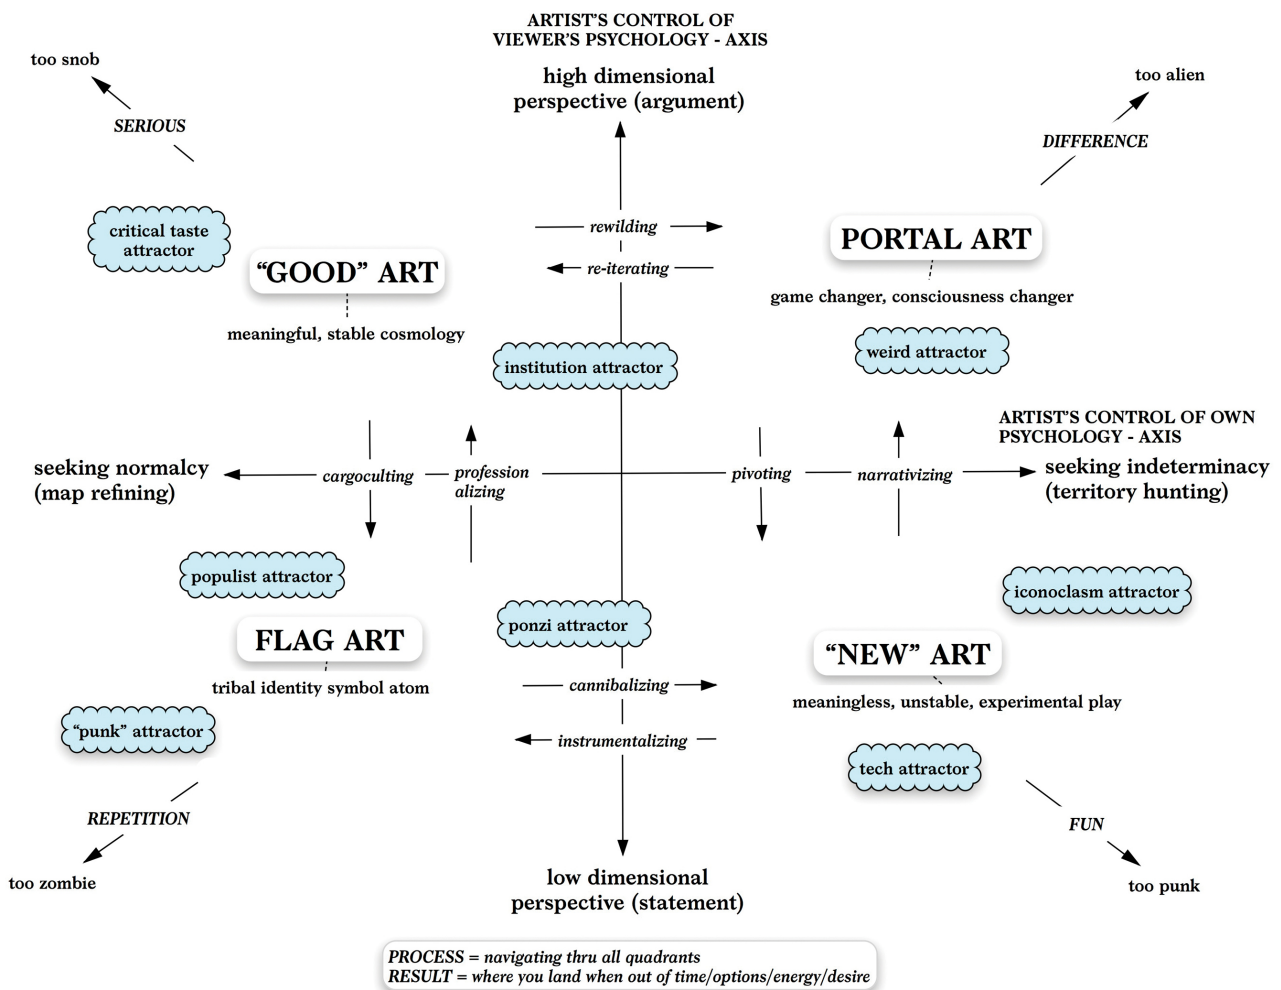 ARTIST'S CONTROL OF
VIEWER'S PSYCHOLOGY - AXIS
high dimensional
perspective (argument)
too snob
SERIOUS
too alien
DIFFERENCE
critical taste
attractor
"GOOD" ART
meaningful, stable cosmology
rewilding
re-iterating
PORTAL ART
game changer, consciousness changer
weird attractor
institution attractor
ARTIST'S CONTROL OF OWN
PSYCHOLOGY - AXIS
seeking normalcy
(map refining)
cargoculting
profession
alizing
pivoting
narrativizing
seeking indeterminacy
(territory hunting)
populist attractor
FLAG ART
tribal identity symbol atom
"punk" attractor
REPETITION
too zombie
ponzi attractor
cannibalizing
instrumentalizing
iconoclasm attractor
"NEW" ART
meaningless, unstable, experimental play
tech attractor
FUN
too punk
low dimensional
perspective (statement)
PROCESS = navigating thru all quadrants
RESULT = where you land when out of time/options/energy/desire